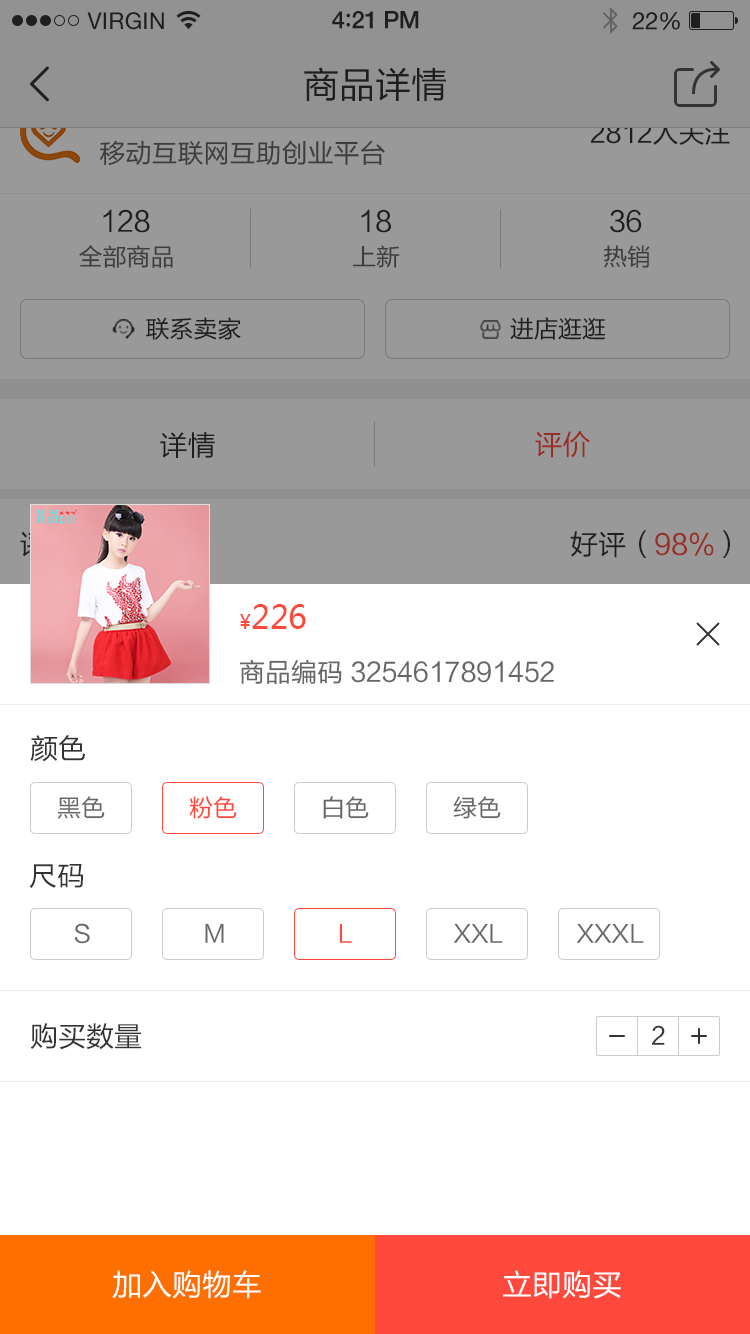 VIRGIN 4:21 PM 22%
商品详情
移动互联网互助创业平台 2812人关注
128 18 36
全部商品 上新 热销
联系卖家 进店逛逛
详情 评价
好评（98%）
¥226
商品编码 3254617891452
颜色
黑色 粉色 白色 绿色
尺码
S M L XXL XXXL
购买数量 2
加入购物车 立即购买